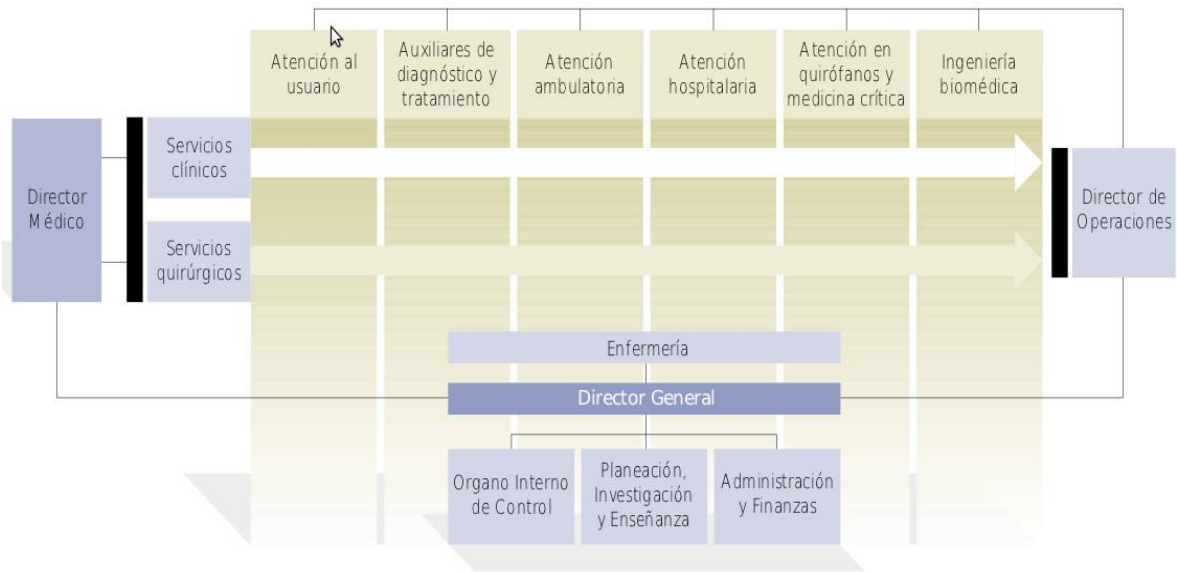 Atención al
usuario
Auxiliares de
diagnóstico y
tratamiento
Atención
ambulatoria
Atención
hospitalaria
Atención en
quirófanos y
medicina crítica
Ingeniería
biomédica
Director
Médico
Servicios
clínicos
Servicios
quirúrgicos
Director de
Operaciones
Enfermería
Director General
Organo Interno
de Control
Planeación,
Investigación
y Enseñanza
Administración
y Finanzas